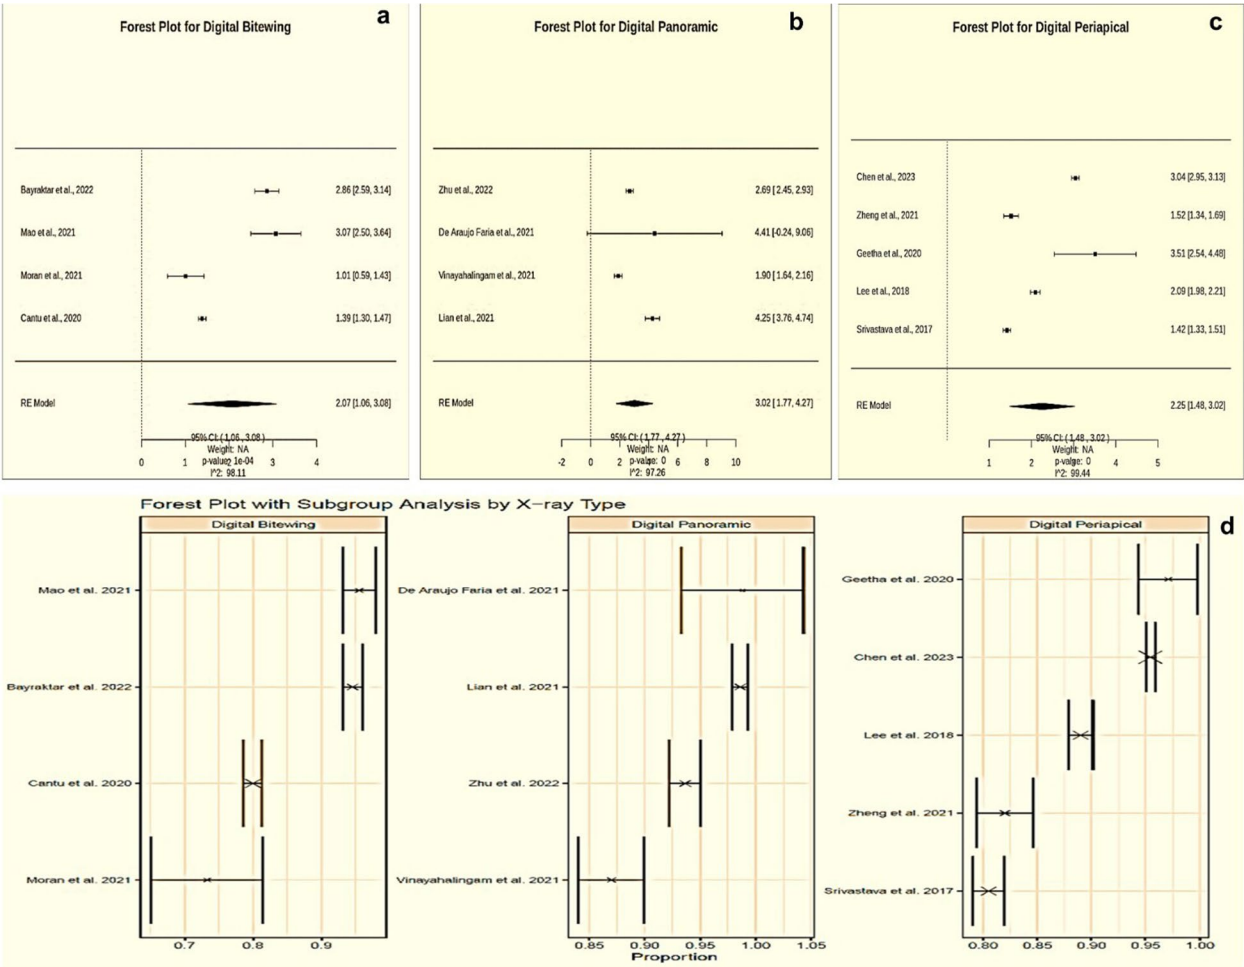 a
Forest Plot for Digital Bitewing
Bayraktar et al., 2022 2.86 [2.59, 3.14]
Mao et al., 2021 3.07 [2.50, 3.64]
Moran et al., 2021 1.01 [0.59, 1.43]
Cantu et al., 2020 1.39 [1.30, 1.47]
RE Model 2.07 [1.06, 3.08]
95% CI: ( 1.06 , 3.08 )
Weight: NA
p-value: 1e-04
I^2: 98.11
0 1 2 3 4
b
Forest Plot for Digital Panoramic
Zhu et al., 2022 2.69 [2.45, 2.93]
De Araujo Faria et al., 2021 4.41 [-0.24, 9.06]
Vinayahalingam et al., 2021 1.90 [1.64, 2.16]
Lian et al., 2021 4.25 [3.76, 4.74]
RE Model 3.02 [1.77, 4.27]
95% CI: ( 1.77 , 4.27 )
Weight: NA
p-value: 0
I^2: 97.26
-2 0 2 4 6 8 10
c
Forest Plot for Digital Periapical
Chen et al., 2023 3.04 [2.95, 3.13]
Zheng et al., 2021 1.52 [1.34, 1.69]
Geetha et al., 2020 3.51 [2.54, 4.48]
Lee et al., 2018 2.09 [1.98, 2.21]
Srivastava et al., 2017 1.42 [1.33, 1.51]
RE Model 2.25 [1.48, 3.02]
95% CI: ( 1.48 , 3.02 )
Weight: NA
p-value: 0
I^2: 99.44
1 2 3 4 5
Forest Plot with Subgroup Analysis by X-ray Type
d
Digital Bitewing
Mao et al. 2021
Bayraktar et al. 2022
Cantu et al. 2020
Moran et al. 2021
0.7 0.8 0.9
Digital Panoramic
De Araujo Faria et al. 2021
Lian et al. 2021
Zhu et al. 2022
Vinayahalingam et al. 2021
0.85 0.90 0.95 1.00 1.05
Digital Periapical
Geetha et al. 2020
Chen et al. 2023
Lee et al. 2018
Zheng et al. 2021
Srivastava et al. 2017
0.80 0.85 0.90 0.95 1.00
Proportion